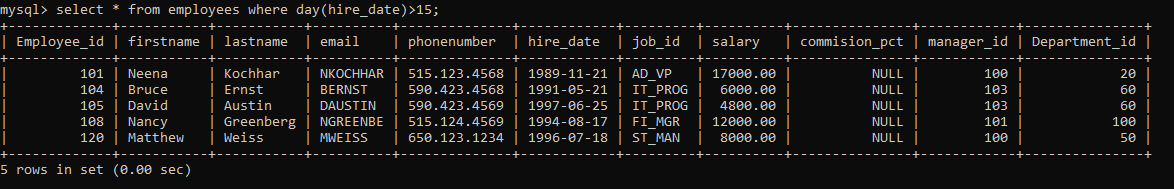 mysql> select * from employees where day(hire_date)>15;
+-------------+-----------+-----------+----------+--------------+------------+---------+----------+---------------+------------+---------------+
| Employee_id | firstname | lastname  | email    | phonenumber  | hire_date  | job_id  | salary   | commision_pct | manager_id | Department_id |
+-------------+-----------+-----------+----------+--------------+------------+---------+----------+---------------+------------+---------------+
|         101 | Neena     | Kochhar   | NKOCHHAR | 515.123.4568 | 1989-11-21 | AD_VP   | 17000.00 |          NULL |        100 |            20 |
|         104 | Bruce     | Ernst     | BERNST   | 590.423.4568 | 1991-05-21 | IT_PROG |  6000.00 |          NULL |        103 |            60 |
|         105 | David     | Austin    | DAUSTIN  | 590.423.4569 | 1997-06-25 | IT_PROG |  4800.00 |          NULL |        103 |            60 |
|         108 | Nancy     | Greenberg | NGREENBE | 515.124.4569 | 1994-08-17 | FI_MGR  | 12000.00 |          NULL |        101 |           100 |
|         120 | Matthew   | Weiss     | MWEISS   | 650.123.1234 | 1996-07-18 | ST_MAN  |  8000.00 |          NULL |        100 |            50 |
+-------------+-----------+-----------+----------+--------------+------------+---------+----------+---------------+------------+---------------+
5 rows in set (0.00 sec)